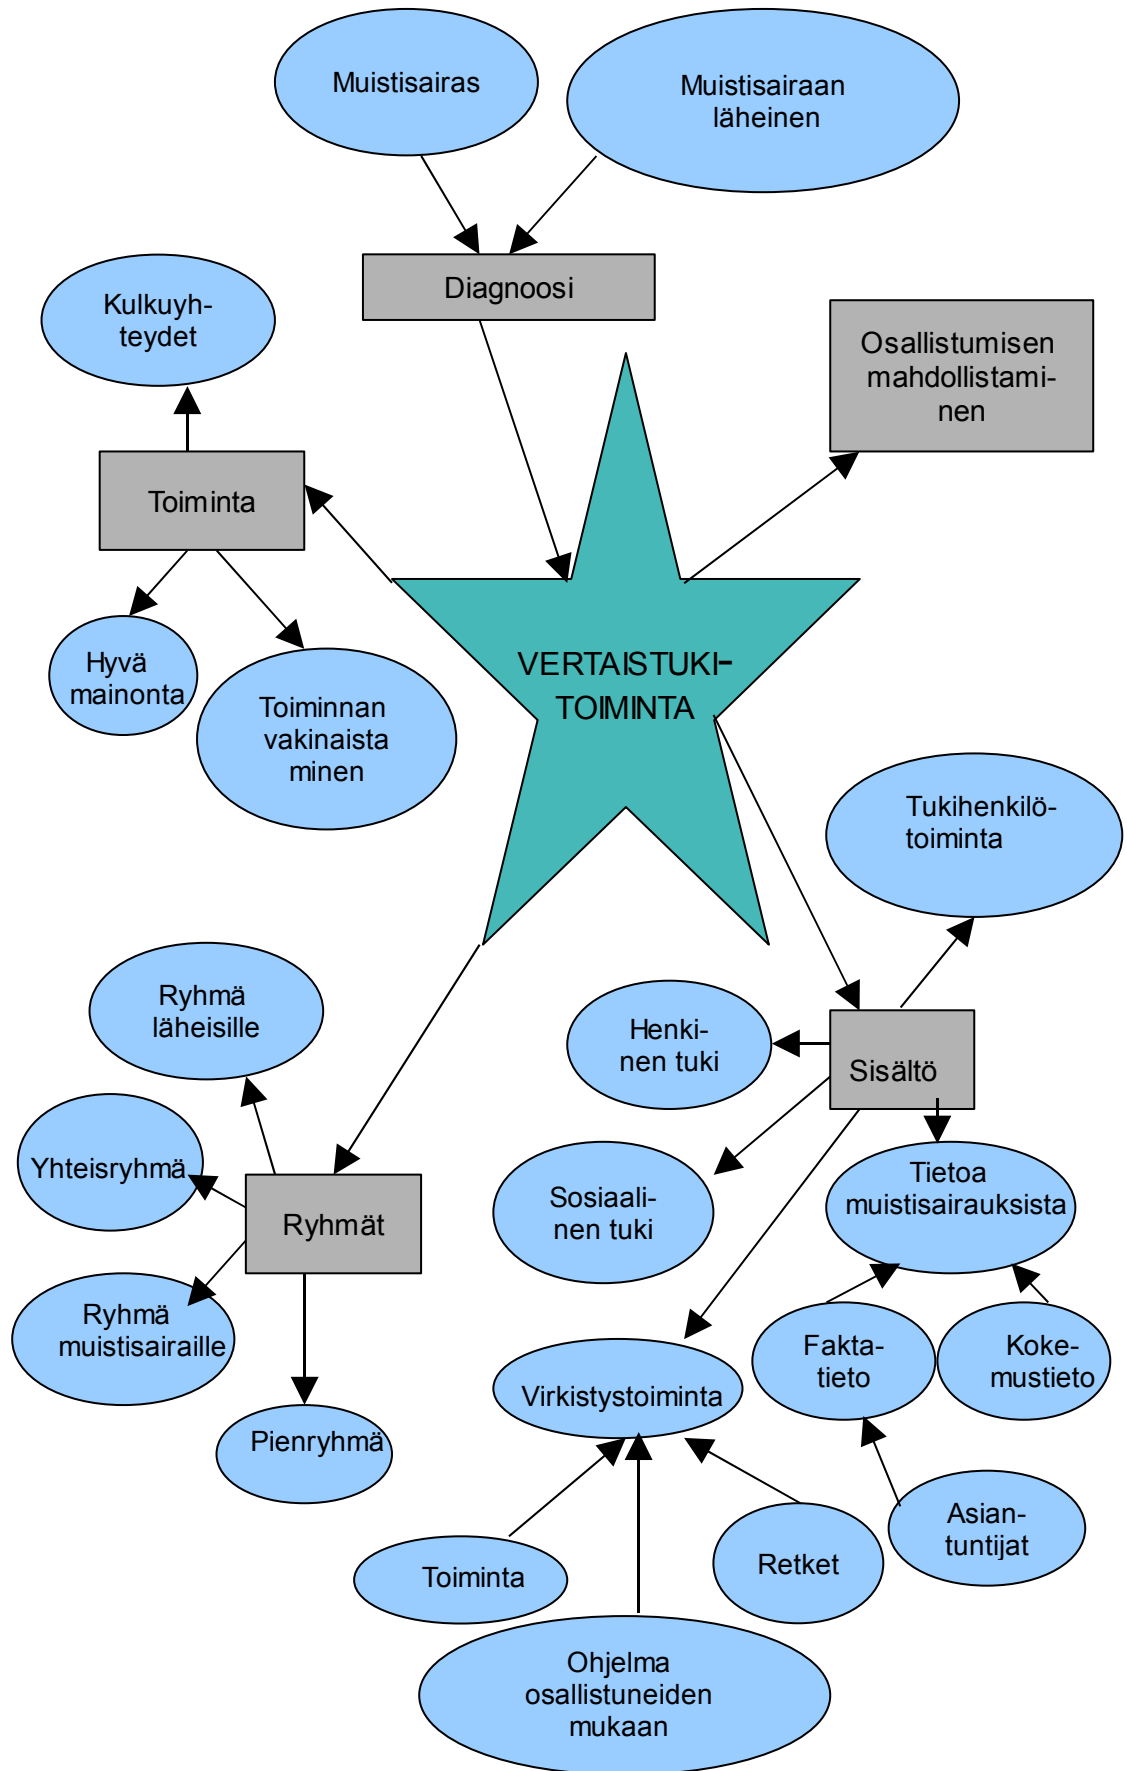 Muistisairas
Muistisairaan
läheinen
Diagnoosi
Kulkuyh-
teydet
Osallistumisen
mahdollistami-
nen
Toiminta
Hyvä
mainonta
Toiminnan
vakinaista
minen
VERTAISTUKI-
TOIMINTA
Tukihenkilö-
toiminta
Ryhmä
läheisille
Henki-
nen tuki
Sisältö
Yhteisryhmä
Ryhmät
Sosiaali-
nen tuki
Tietoa
muistisairauksista
Ryhmä
muistisairaille
Fakta-
tieto
Koke-
mustieto
Virkistystoiminta
Pienryhmä
Asian-
tuntijat
Toiminta
Retket
Ohjelma
osallistuneiden
mukaan